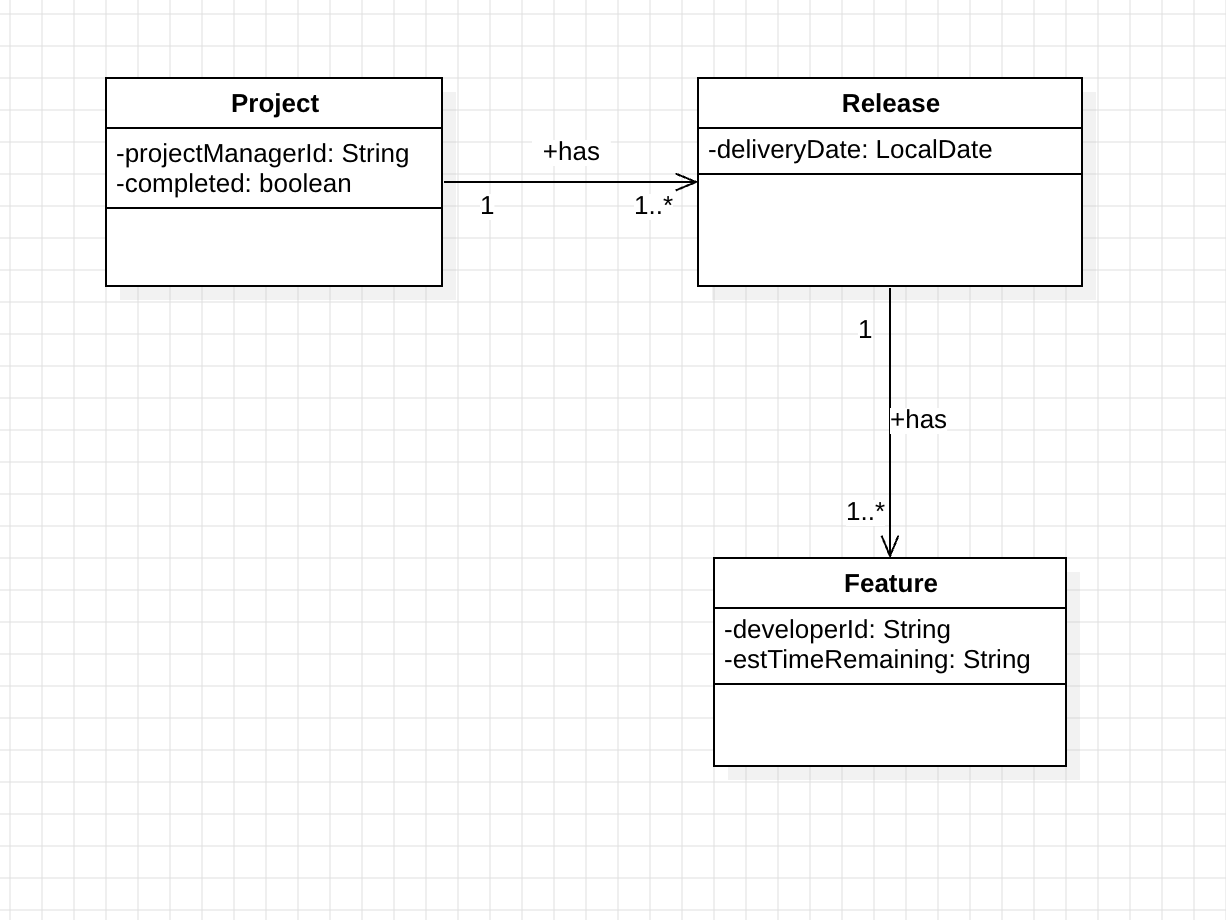 Project
-projectManagerId: String
-completed: boolean
+has
1
1..*
Release
-deliveryDate: LocalDate
1
+has
1..*
Feature
-developerId: String
-estTimeRemaining: String